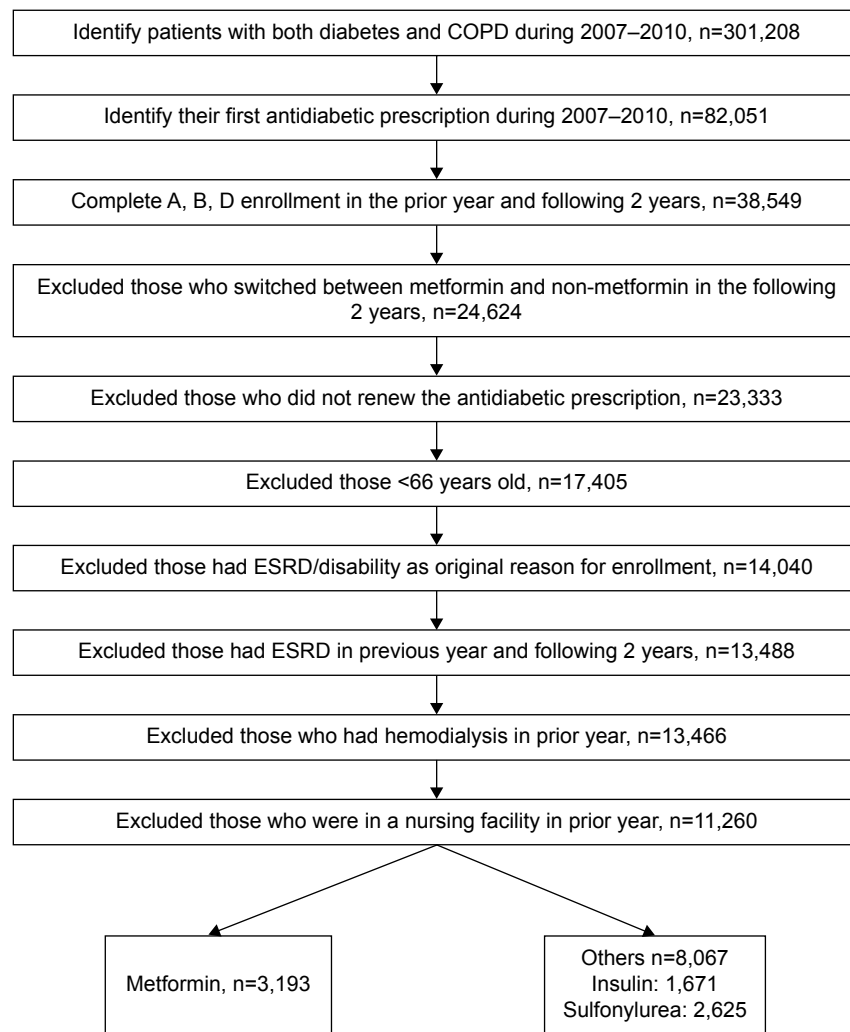 Identify patients with both diabetes and COPD during 2007–2010, n=301,208
Identify their first antidiabetic prescription during 2007–2010, n=82,051
Complete A, B, D enrollment in the prior year and following 2 years, n=38,549
Excluded those who switched between metformin and non-metformin in the following
2 years, n=24,624
Excluded those who did not renew the antidiabetic prescription, n=23,333
Excluded those <66 years old, n=17,405
Excluded those had ESRD/disability as original reason for enrollment, n=14,040
Excluded those had ESRD in previous year and following 2 years, n=13,488
Excluded those who had hemodialysis in prior year, n=13,466
Excluded those who were in a nursing facility in prior year, n=11,260
Metformin, n=3,193
Others n=8,067
Insulin: 1,671
Sulfonylurea: 2,625